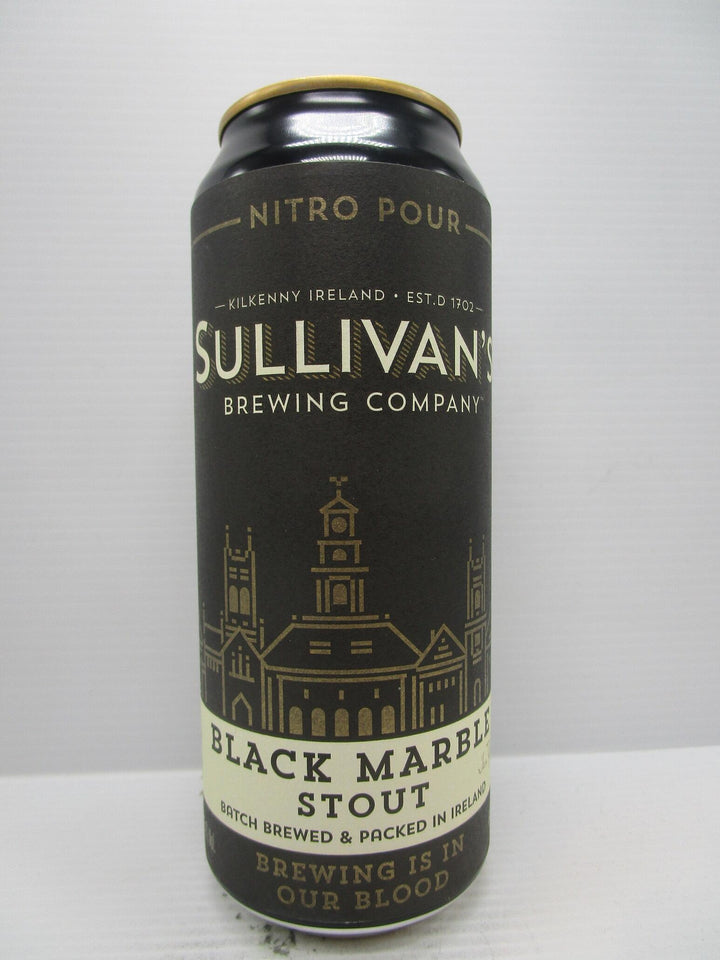 NITRO POUR
KILKENNY IRELAND • EST.D 1702
SULLIVAN'S
BREWING COMPANY™
BLACK MARBLE
STOUT
BATCH BREWED & PACKED IN IRELAND
BREWING IS IN
OUR BLOOD